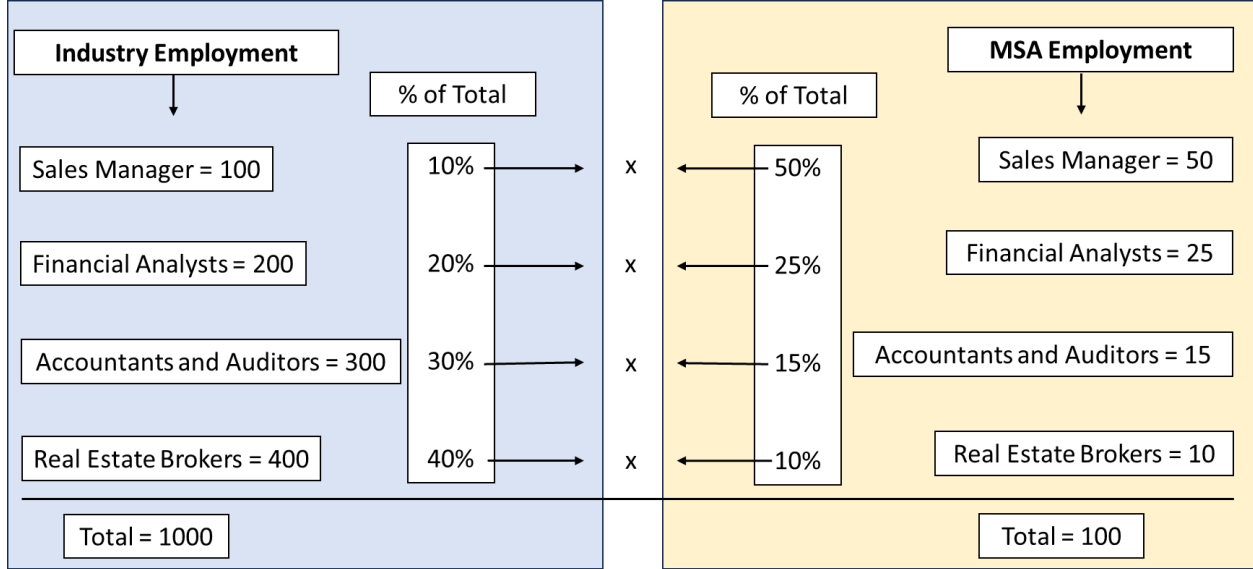 Industry Employment
MSA Employment
% of Total
% of Total
Sales Manager = 100
10%
x
50%
Sales Manager = 50
Financial Analysts = 200
20%
x
25%
Financial Analysts = 25
Accountants and Auditors = 300
30%
x
15%
Accountants and Auditors = 15
Real Estate Brokers = 400
40%
x
10%
Real Estate Brokers = 10
Total = 1000
Total = 100